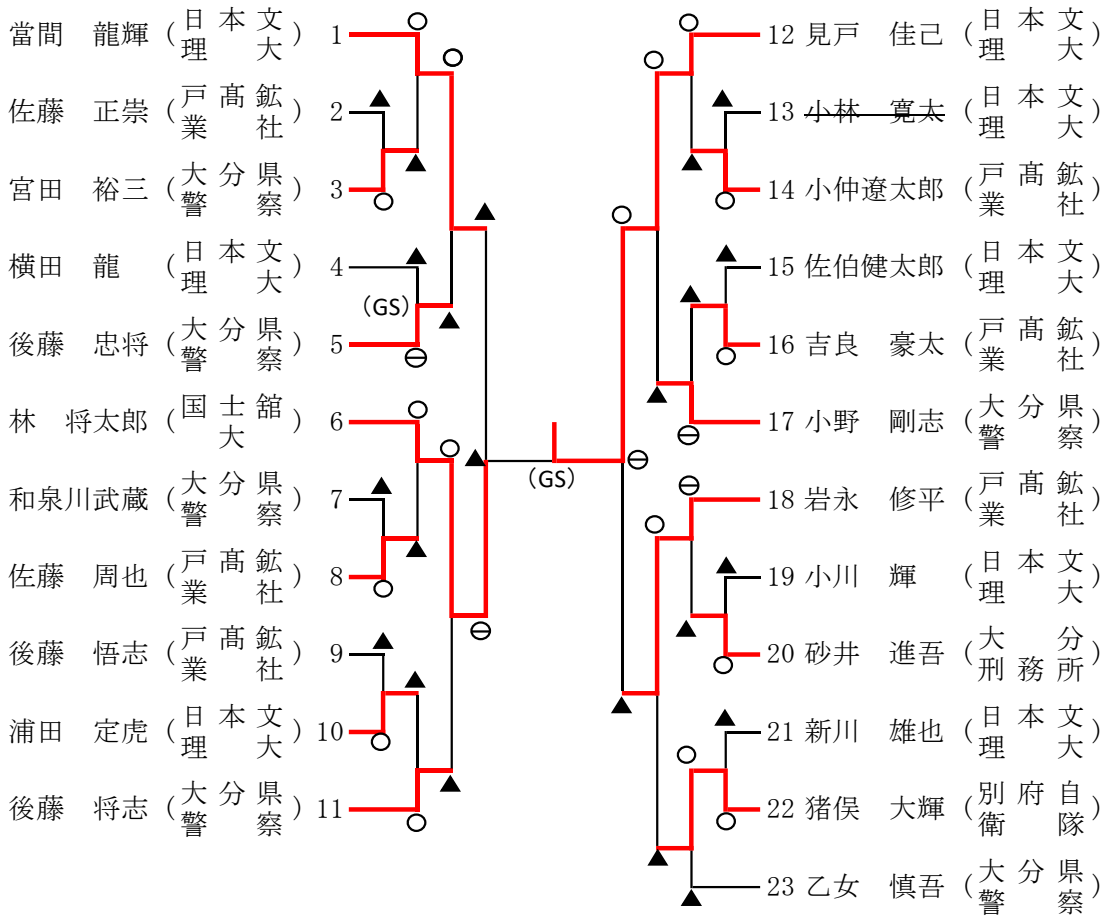 當間 龍輝 (日本文理大) 1
佐藤 正崇 (戸髙鉱業社) 2
宮田 裕三 (大分県警察) 3
横田 龍 (日本文理大) 4
(GS)
後藤 忠将 (大分県警察) 5
林 将太郎 (国士舘大) 6
和泉川武蔵 (大分県警察) 7
佐藤 周也 (戸髙鉱業社) 8
後藤 悟志 (戸髙鉱業社) 9
浦田 定虎 (日本文理大) 10
後藤 将志 (大分県警察) 11
(GS)
12 見戸 佳己 (日本文理大)
13 小林 寛太 (日本文理大)
14 小仲遼太郎 (戸髙鉱業社)
15 佐伯健太郎 (日本文理大)
16 吉良 豪太 (戸髙鉱業社)
17 小野 剛志 (大分県警察)
18 岩永 修平 (戸髙鉱業社)
19 小川 輝 (日本文理大)
20 砂井 進吾 (大分刑務所)
21 新川 雄也 (日本文理大)
22 猪俣 大輝 (別府自衛隊)
23 乙女 慎吾 (大分県警察)